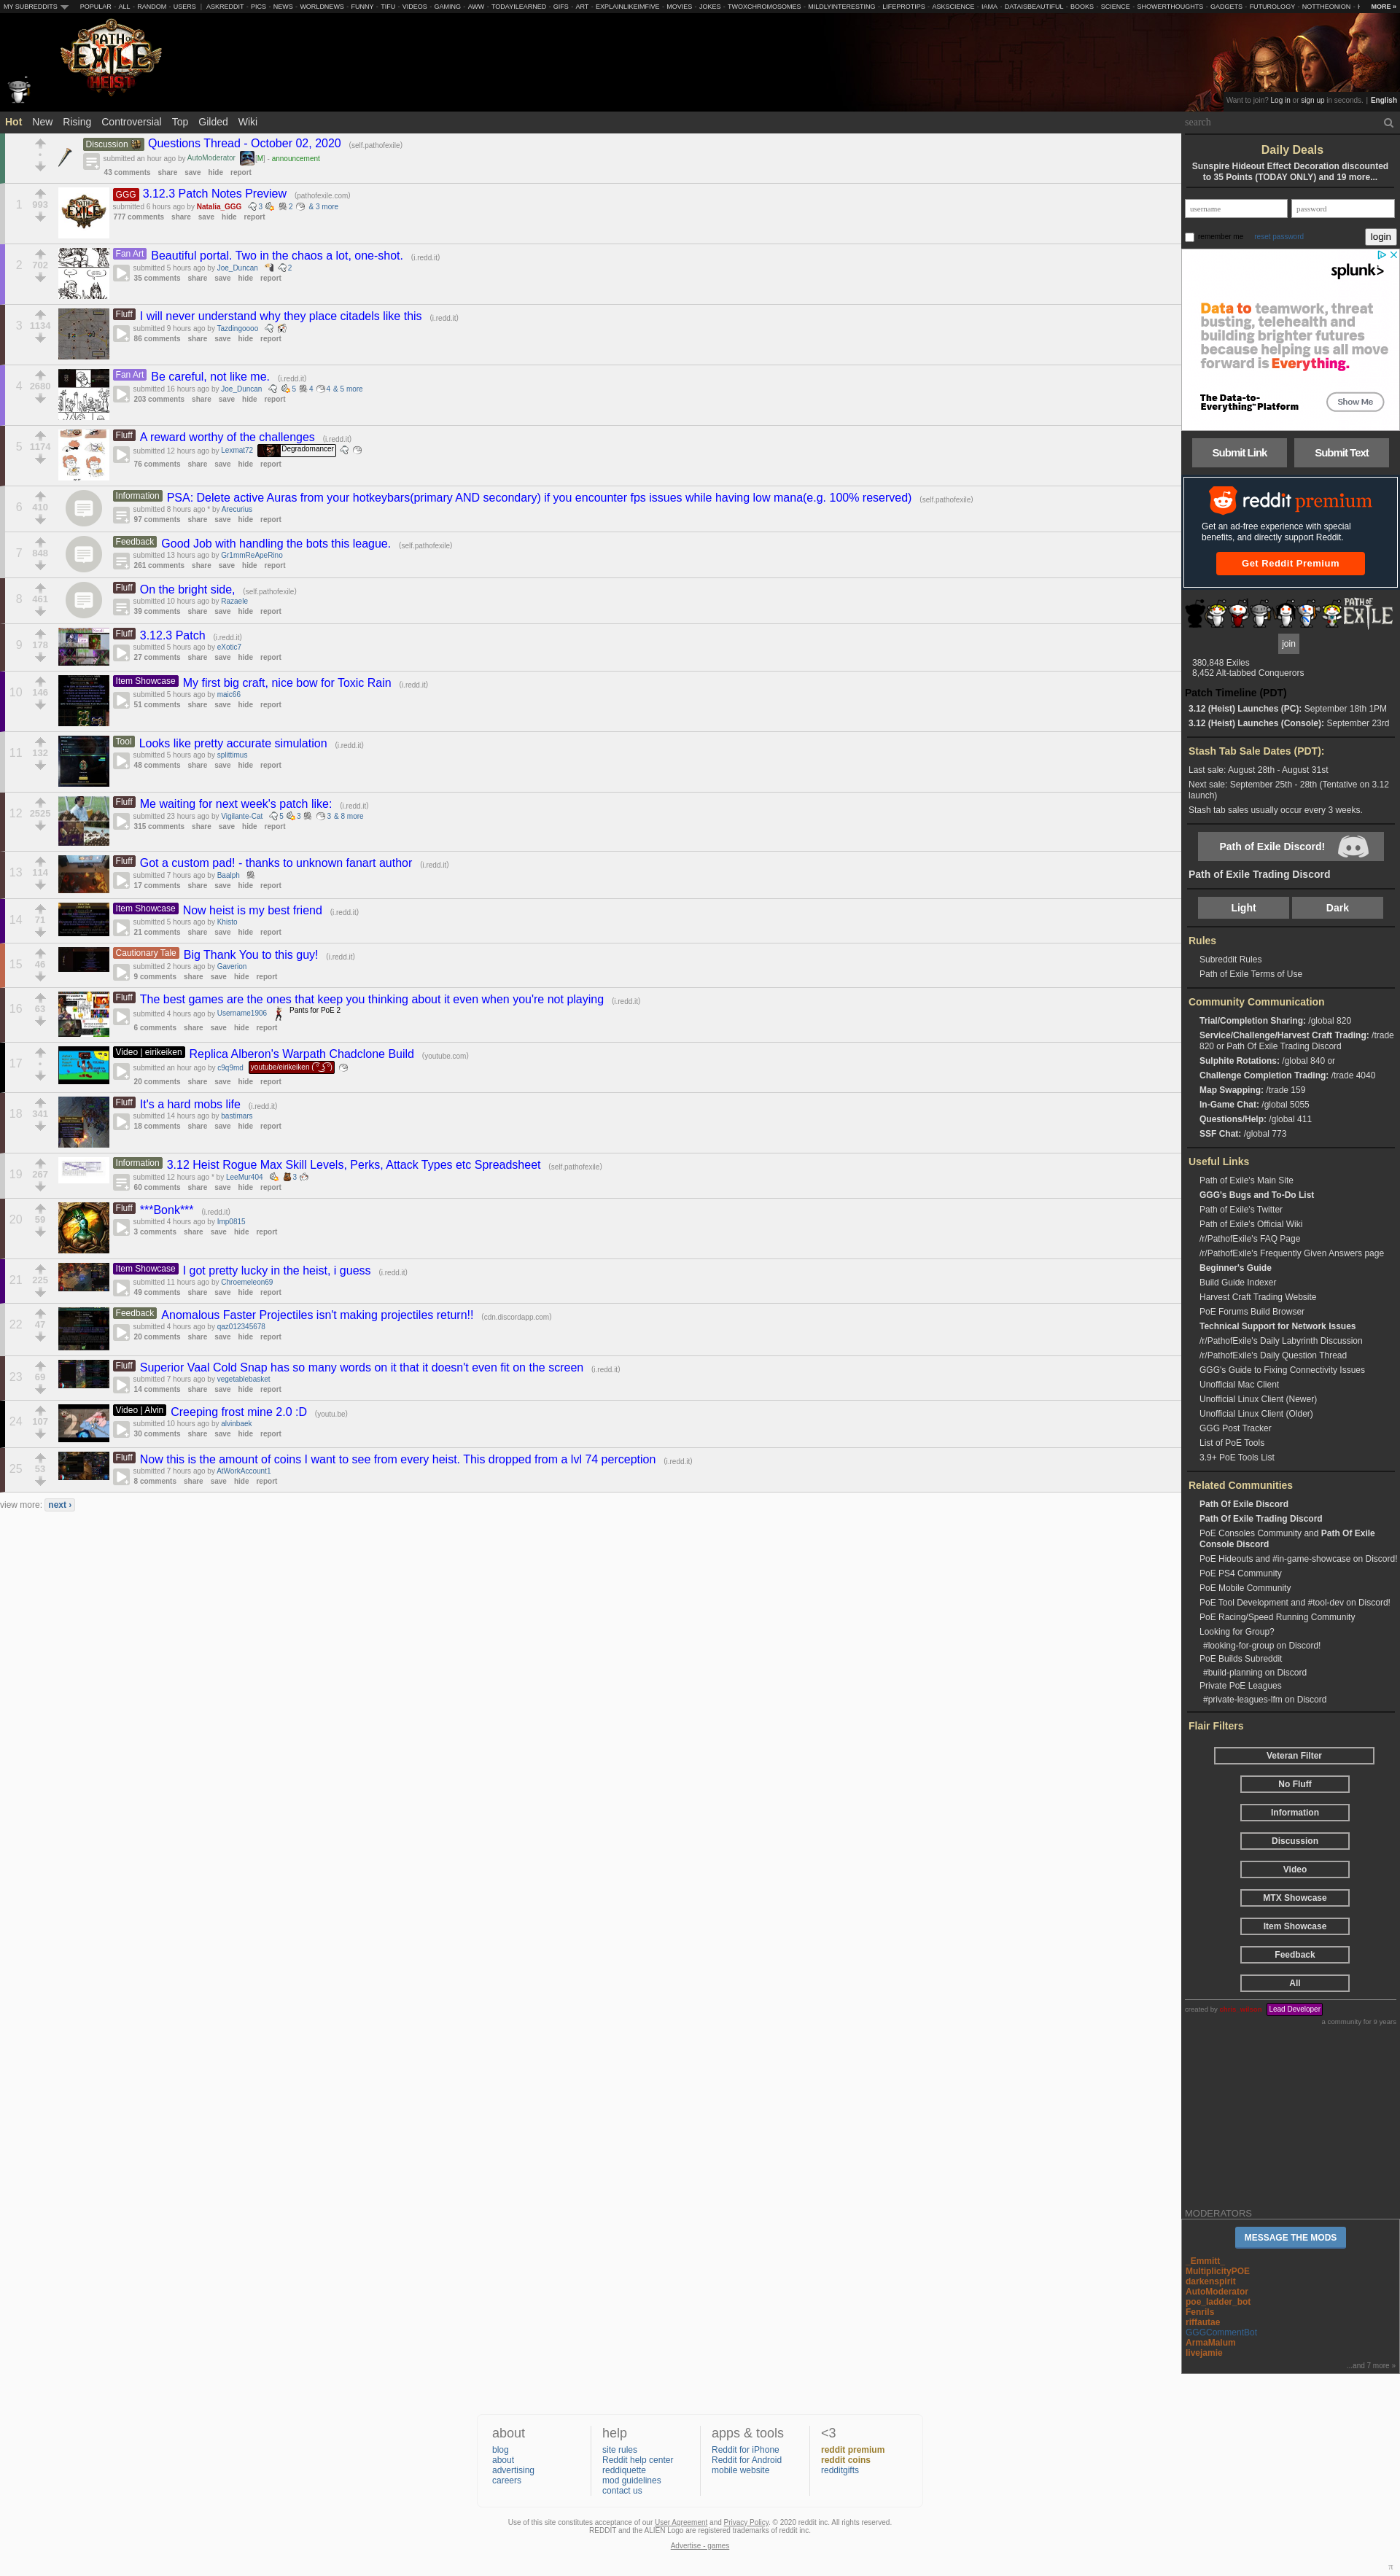 MY SUBREDDITS POPULAR - ALL - RANDOM - USERS | ASKREDDIT - PICS - NEWS - WORLDNEWS - FUNNY - TIFU - VIDEOS - GAMING - AWW - TODAYILEARNED - GIFS - ART - EXPLAINLIKEIMFIVE - MOVIES - JOKES - TWOXCHROMOSOMES - MILDLYINTERESTING - LIFEPROTIPS - ASKSCIENCE - IAMA - DATAISBEAUTIFUL - BOOKS - SCIENCE - SHOWERTHOUGHTS - GADGETS - FUTUROLOGY - NOTTHEONION - MORE »
PATH OF EXILE HEIST
Want to join? Log in or sign up in seconds. | English
Hot New Rising Controversial Top Gilded Wiki
Discussion Questions Thread - October 02, 2020 (self.pathofexile)
submitted an hour ago by AutoModerator [M] - announcement
43 comments share save hide report
1 993 GGG 3.12.3 Patch Notes Preview (pathofexile.com)
submitted 6 hours ago by Natalia_GGG 3 2 & 3 more
777 comments share save hide report
2 702 Fan Art Beautiful portal. Two in the chaos a lot, one-shot. (i.redd.it)
submitted 5 hours ago by Joe_Duncan 2
35 comments share save hide report
3 1134 Fluff I will never understand why they place citadels like this (i.redd.it)
submitted 9 hours ago by Tazdingoooo
86 comments share save hide report
4 2680 Fan Art Be careful, not like me. (i.redd.it)
submitted 16 hours ago by Joe_Duncan 5 4 4 & 5 more
203 comments share save hide report
5 1174 Fluff A reward worthy of the challenges (i.redd.it)
submitted 12 hours ago by Lexmat72 Degradomancer
76 comments share save hide report
6 410 Information PSA: Delete active Auras from your hotkeybars(primary AND secondary) if you encounter fps issues while having low mana(e.g. 100% reserved) (self.pathofexile)
submitted 8 hours ago * by Arecurius
97 comments share save hide report
7 848 Feedback Good Job with handling the bots this league. (self.pathofexile)
submitted 13 hours ago by Gr1mmReApeRino
261 comments share save hide report
8 461 Fluff On the bright side, (self.pathofexile)
submitted 10 hours ago by Razaele
39 comments share save hide report
9 178 Fluff 3.12.3 Patch (i.redd.it)
submitted 5 hours ago by eXotic7
27 comments share save hide report
10 146 Item Showcase My first big craft, nice bow for Toxic Rain (i.redd.it)
submitted 5 hours ago by maic66
51 comments share save hide report
11 132 Tool Looks like pretty accurate simulation (i.redd.it)
submitted 5 hours ago by splittimus
48 comments share save hide report
12 2525 Fluff Me waiting for next week's patch like: (i.redd.it)
submitted 23 hours ago by Vigilante-Cat 5 3 3 & 8 more
315 comments share save hide report
13 114 Fluff Got a custom pad! - thanks to unknown fanart author (i.redd.it)
submitted 7 hours ago by Baalph
17 comments share save hide report
14 71 Item Showcase Now heist is my best friend (i.redd.it)
submitted 5 hours ago by Khisto
21 comments share save hide report
15 46 Cautionary Tale Big Thank You to this guy! (i.redd.it)
submitted 2 hours ago by Gaverion
9 comments share save hide report
16 63 Fluff The best games are the ones that keep you thinking about it even when you're not playing (i.redd.it)
submitted 4 hours ago by Username1906 Pants for PoE 2
6 comments share save hide report
17 • Video | eirikeiken Replica Alberon's Warpath Chadclone Build (youtube.com)
submitted an hour ago by c9q9md youtube/eirikeiken ( ͡° ͜ʖ ͡°)
20 comments share save hide report
18 341 Fluff It's a hard mobs life (i.redd.it)
submitted 14 hours ago by bastimars
18 comments share save hide report
19 267 Information 3.12 Heist Rogue Max Skill Levels, Perks, Attack Types etc Spreadsheet (self.pathofexile)
submitted 12 hours ago * by LeeMur404 3
60 comments share save hide report
20 59 Fluff ***Bonk*** (i.redd.it)
submitted 4 hours ago by Imp0815
3 comments share save hide report
21 225 Item Showcase I got pretty lucky in the heist, i guess (i.redd.it)
submitted 11 hours ago by Chroemeleon69
49 comments share save hide report
22 47 Feedback Anomalous Faster Projectiles isn't making projectiles return!! (cdn.discordapp.com)
submitted 4 hours ago by qaz012345678
20 comments share save hide report
23 69 Fluff Superior Vaal Cold Snap has so many words on it that it doesn't even fit on the screen (i.redd.it)
submitted 7 hours ago by vegetablebasket
14 comments share save hide report
24 107 Video | Alvin Creeping frost mine 2.0 :D (youtu.be)
submitted 10 hours ago by alvinbaek
30 comments share save hide report
25 53 Fluff Now this is the amount of coins I want to see from every heist. This dropped from a lvl 74 perception (i.redd.it)
submitted 7 hours ago by AtWorkAccount1
8 comments share save hide report
view more: next ›
search
Daily Deals
Sunspire Hideout Effect Decoration discounted
to 35 Points (TODAY ONLY) and 19 more...
username password
remember me reset password login
splunk>
Data to teamwork, threat
busting, telehealth and
building brighter futures
because helping us all move
forward is Everything.
The Data-to-
Everything™ Platform Show Me
Submit Link Submit Text
reddit premium
Get an ad-free experience with special
benefits, and directly support Reddit.
Get Reddit Premium
PATH OF EXILE
join
380,848 Exiles
8,452 Alt-tabbed Conquerors
Patch Timeline (PDT)
3.12 (Heist) Launches (PC): September 18th 1PM
3.12 (Heist) Launches (Console): September 23rd
Stash Tab Sale Dates (PDT):
Last sale: August 28th - August 31st
Next sale: September 25th - 28th (Tentative on 3.12
launch)
Stash tab sales usually occur every 3 weeks.
Path of Exile Discord!
Path of Exile Trading Discord
Light Dark
Rules
Subreddit Rules
Path of Exile Terms of Use
Community Communication
Trial/Completion Sharing: /global 820
Service/Challenge/Harvest Craft Trading: /trade
820 or Path Of Exile Trading Discord
Sulphite Rotations: /global 840 or
Challenge Completion Trading: /trade 4040
Map Swapping: /trade 159
In-Game Chat: /global 5055
Questions/Help: /global 411
SSF Chat: /global 773
Useful Links
Path of Exile's Main Site
GGG's Bugs and To-Do List
Path of Exile's Twitter
Path of Exile's Official Wiki
/r/PathofExile's FAQ Page
/r/PathofExile's Frequently Given Answers page
Beginner's Guide
Build Guide Indexer
Harvest Craft Trading Website
PoE Forums Build Browser
Technical Support for Network Issues
/r/PathofExile's Daily Labyrinth Discussion
/r/PathofExile's Daily Question Thread
GGG's Guide to Fixing Connectivity Issues
Unofficial Mac Client
Unofficial Linux Client (Newer)
Unofficial Linux Client (Older)
GGG Post Tracker
List of PoE Tools
3.9+ PoE Tools List
Related Communities
Path Of Exile Discord
Path Of Exile Trading Discord
PoE Consoles Community and Path Of Exile
Console Discord
PoE Hideouts and #in-game-showcase on Discord!
PoE PS4 Community
PoE Mobile Community
PoE Tool Development and #tool-dev on Discord!
PoE Racing/Speed Running Community
Looking for Group?
#looking-for-group on Discord!
PoE Builds Subreddit
#build-planning on Discord
Private PoE Leagues
#private-leagues-lfm on Discord
Flair Filters
Veteran Filter
No Fluff
Information
Discussion
Video
MTX Showcase
Item Showcase
Feedback
All
created by Lead Developer
a community for 9 years
MODERATORS
MESSAGE THE MODS
_Emmitt_
MultiplicityPOE
darkenspirit
AutoModerator
poe_ladder_bot
Fenrils
riffautae
GGGCommentBot
ArmaMalum
livejamie
...and 7 more »
about help apps & tools <3
blog site rules Reddit for iPhone reddit premium
about Reddit help center Reddit for Android reddit coins
advertising reddiquette mobile website redditgifts
careers mod guidelines
contact us
Use of this site constitutes acceptance of our User Agreement and Privacy Policy. © 2020 reddit inc. All rights reserved.
REDDIT and the ALIEN Logo are registered trademarks of reddit inc.
Advertise - games
π